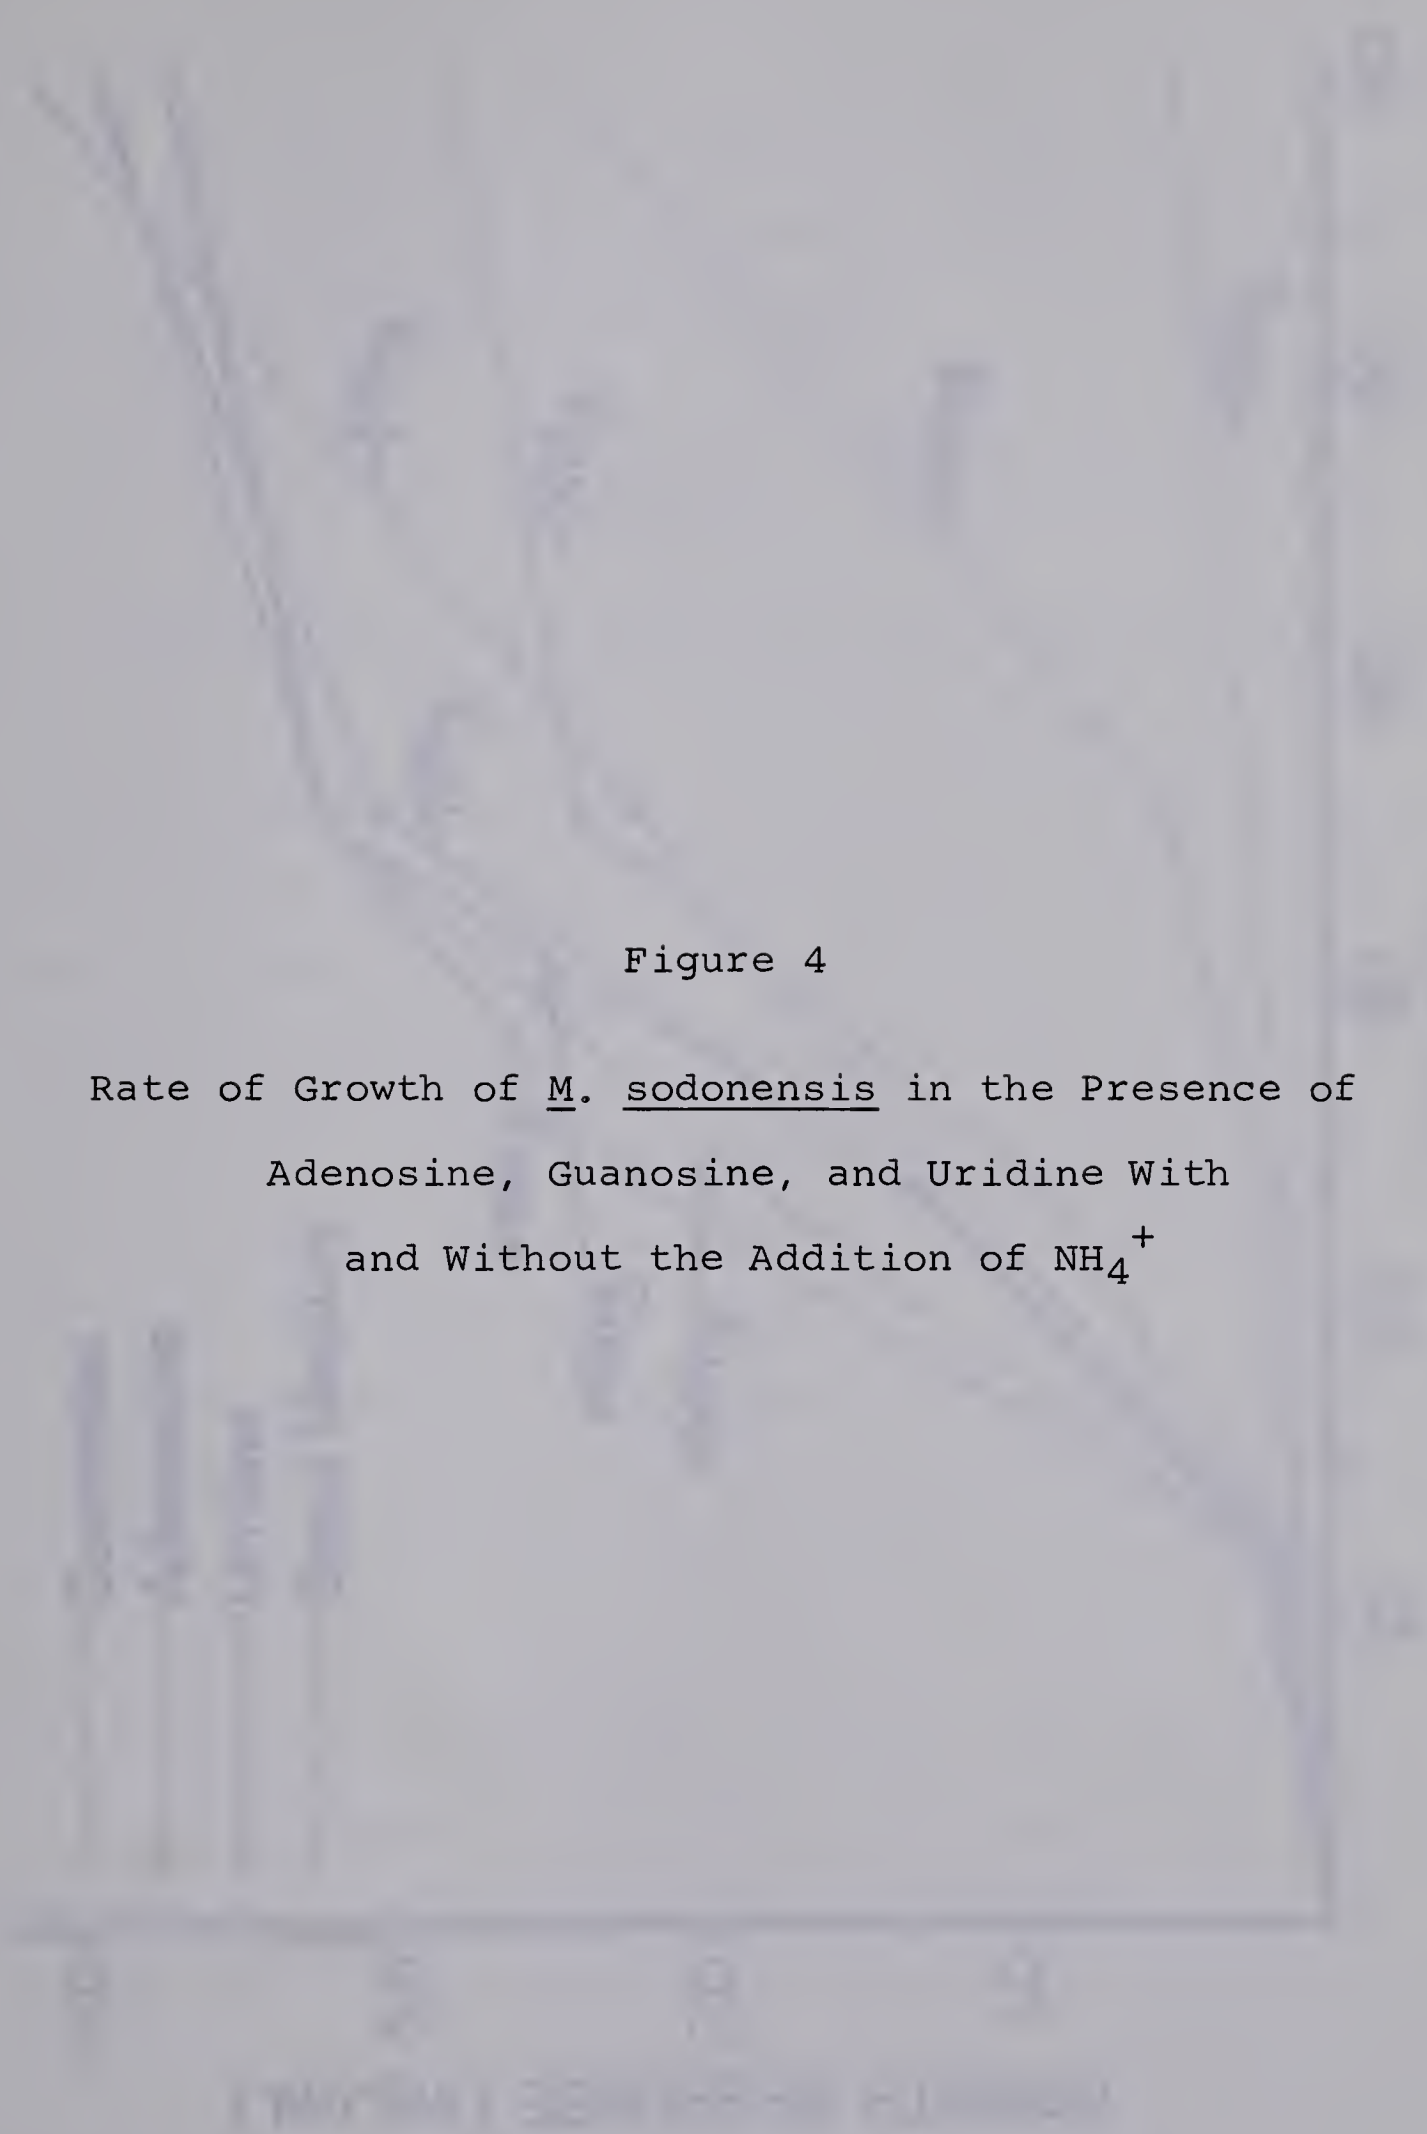 Figure 4
Rate of Growth of M. sodonensis in the Presence of
Adenosine, Guanosine, and Uridine With
and Without the Addition of NH₄⁺